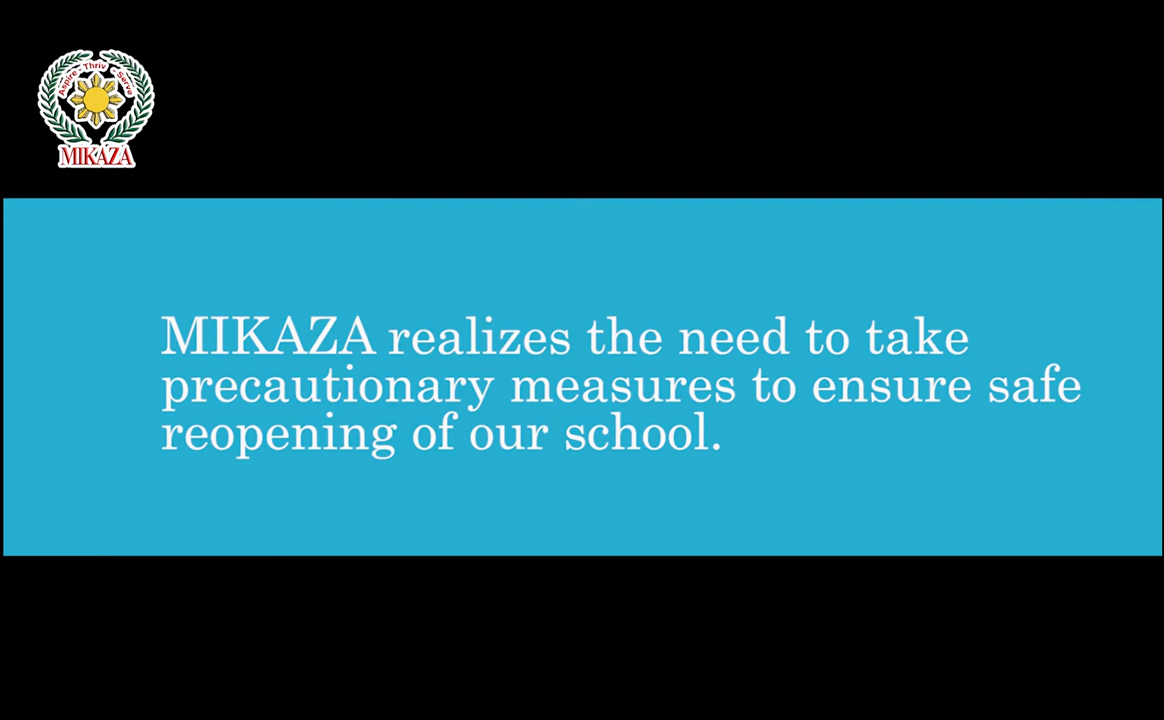 Aspire - Thriv - Serve
MIKAZA
MIKAZA realizes the need to take
precautionary measures to ensure safe
reopening of our school.